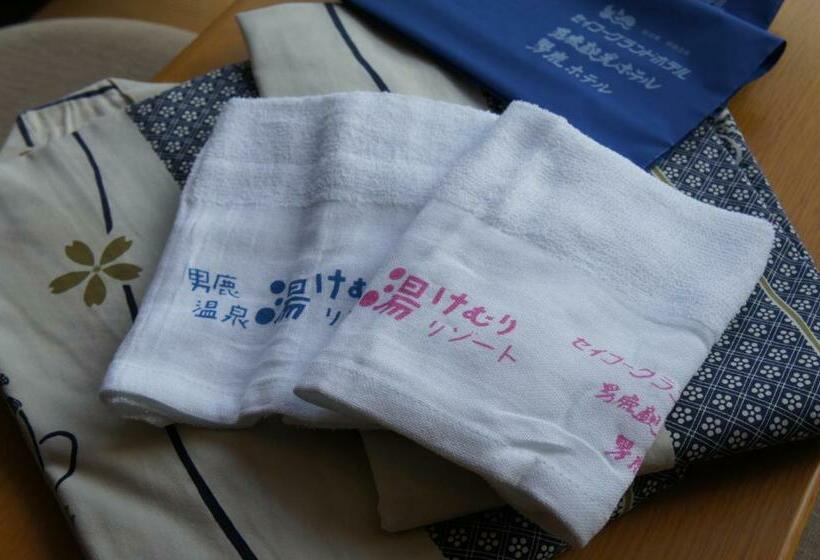 セイコーグランドホテル
男鹿観光ホテル
男鹿ホテル
男鹿
温泉
湯けむ
リ
湯けむり
リゾート
セイコーグラ
男鹿観
男鹿